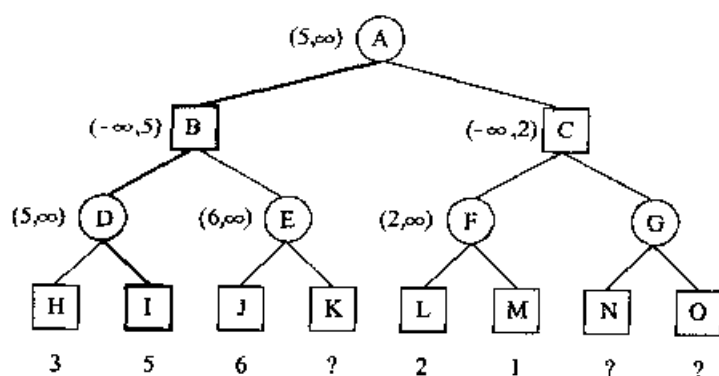 (5,∞) A
(-∞,5) B (-∞,2) C
(5,∞) D (6,∞) E (2,∞) F G
H I J K L M N O
3 5 6 ? 2 1 ? ?